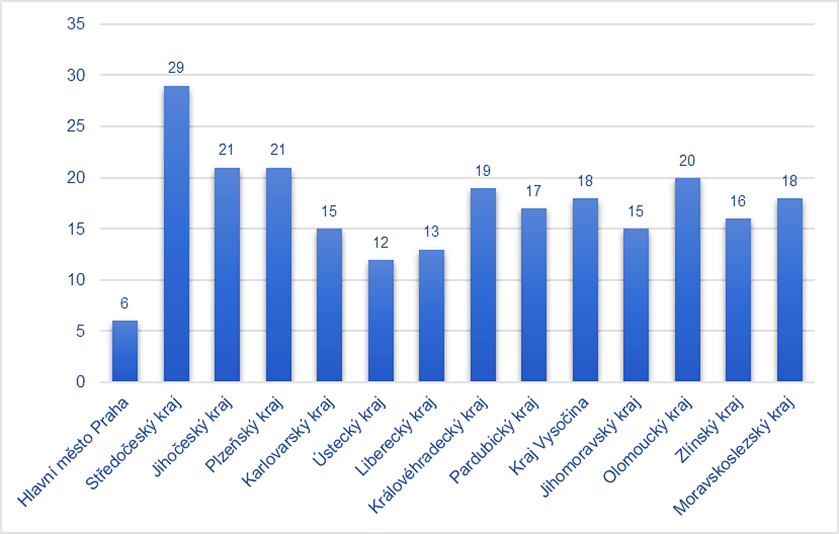 35
30
25
20
15
10
5
0
6
29
21
21
15
12
13
19
17
18
15
20
16
18
Hlavní město Praha
Středočeský kraj
Jihočeský kraj
Plzeňský kraj
Karlovarský kraj
Ústecký kraj
Liberecký kraj
Královéhradecký kraj
Pardubický kraj
Kraj Vysočina
Jihomoravský kraj
Olomoucký kraj
Zlínský kraj
Moravskoslezský kraj